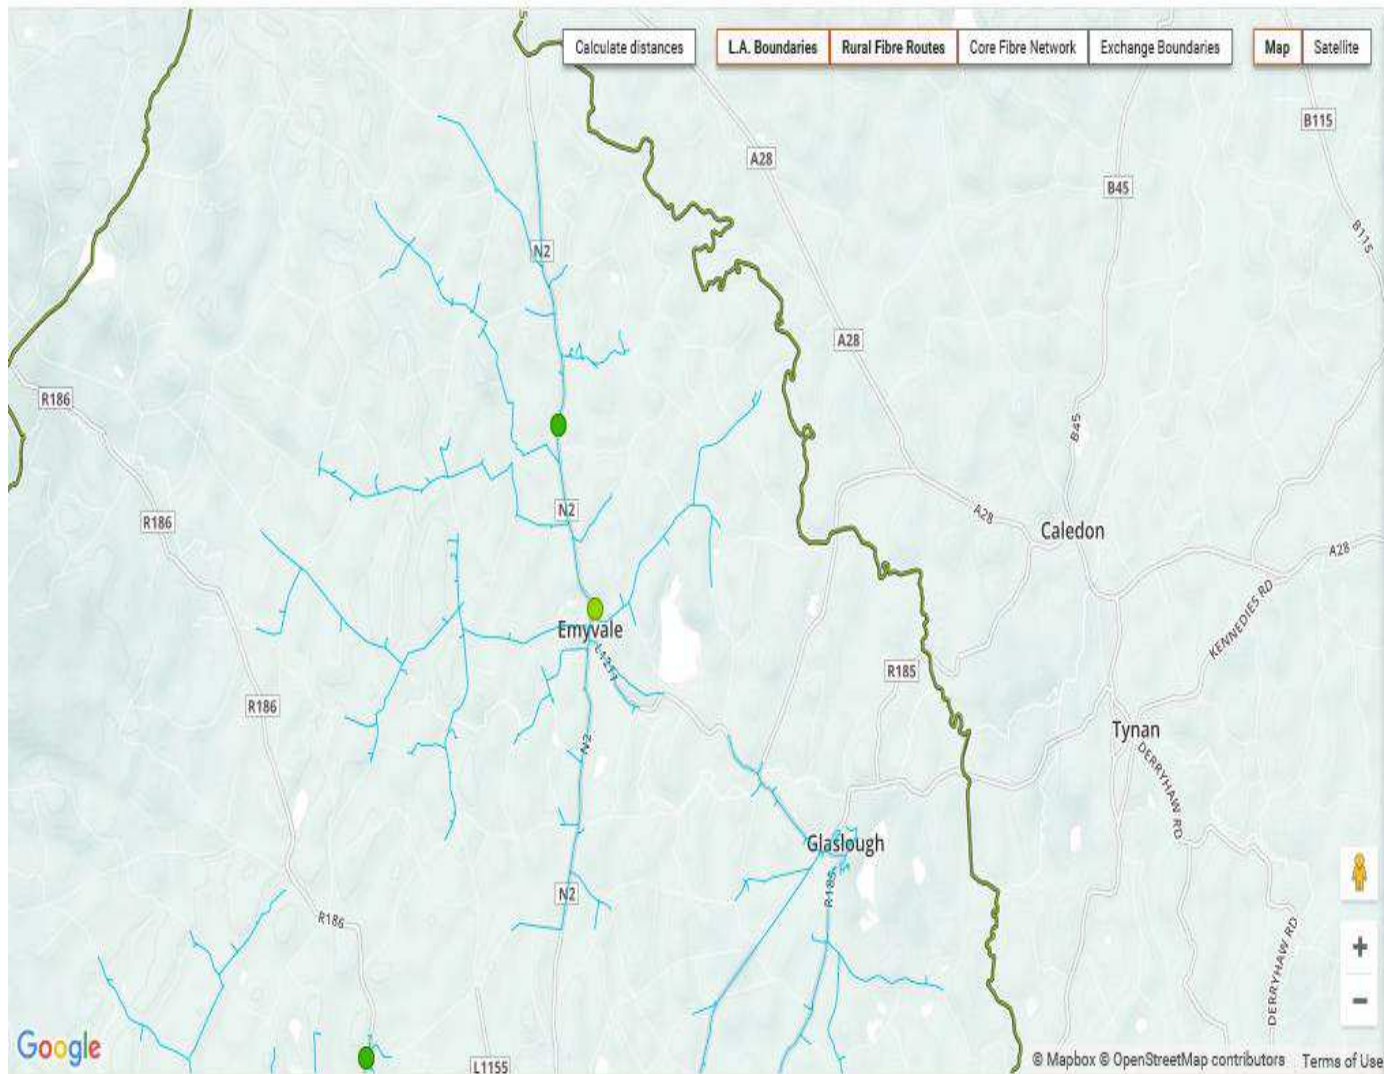 Calculate distances
L.A. Boundaries
Rural Fibre Routes
Core Fibre Network
Exchange Boundaries
Map
Satellite
B115
A28
B45
B115
N2
A28
R186
B45
N2
R186
A28
Caledon
A28
KENNEDIES RD
Emyvale
L1217
R185
R186
Tynan
N2
DERRYHAW RD
Glaslough
R185
N2
R186
DERRYHAW RD
Google
L1155
© Mapbox © OpenStreetMap contributors
Terms of Use